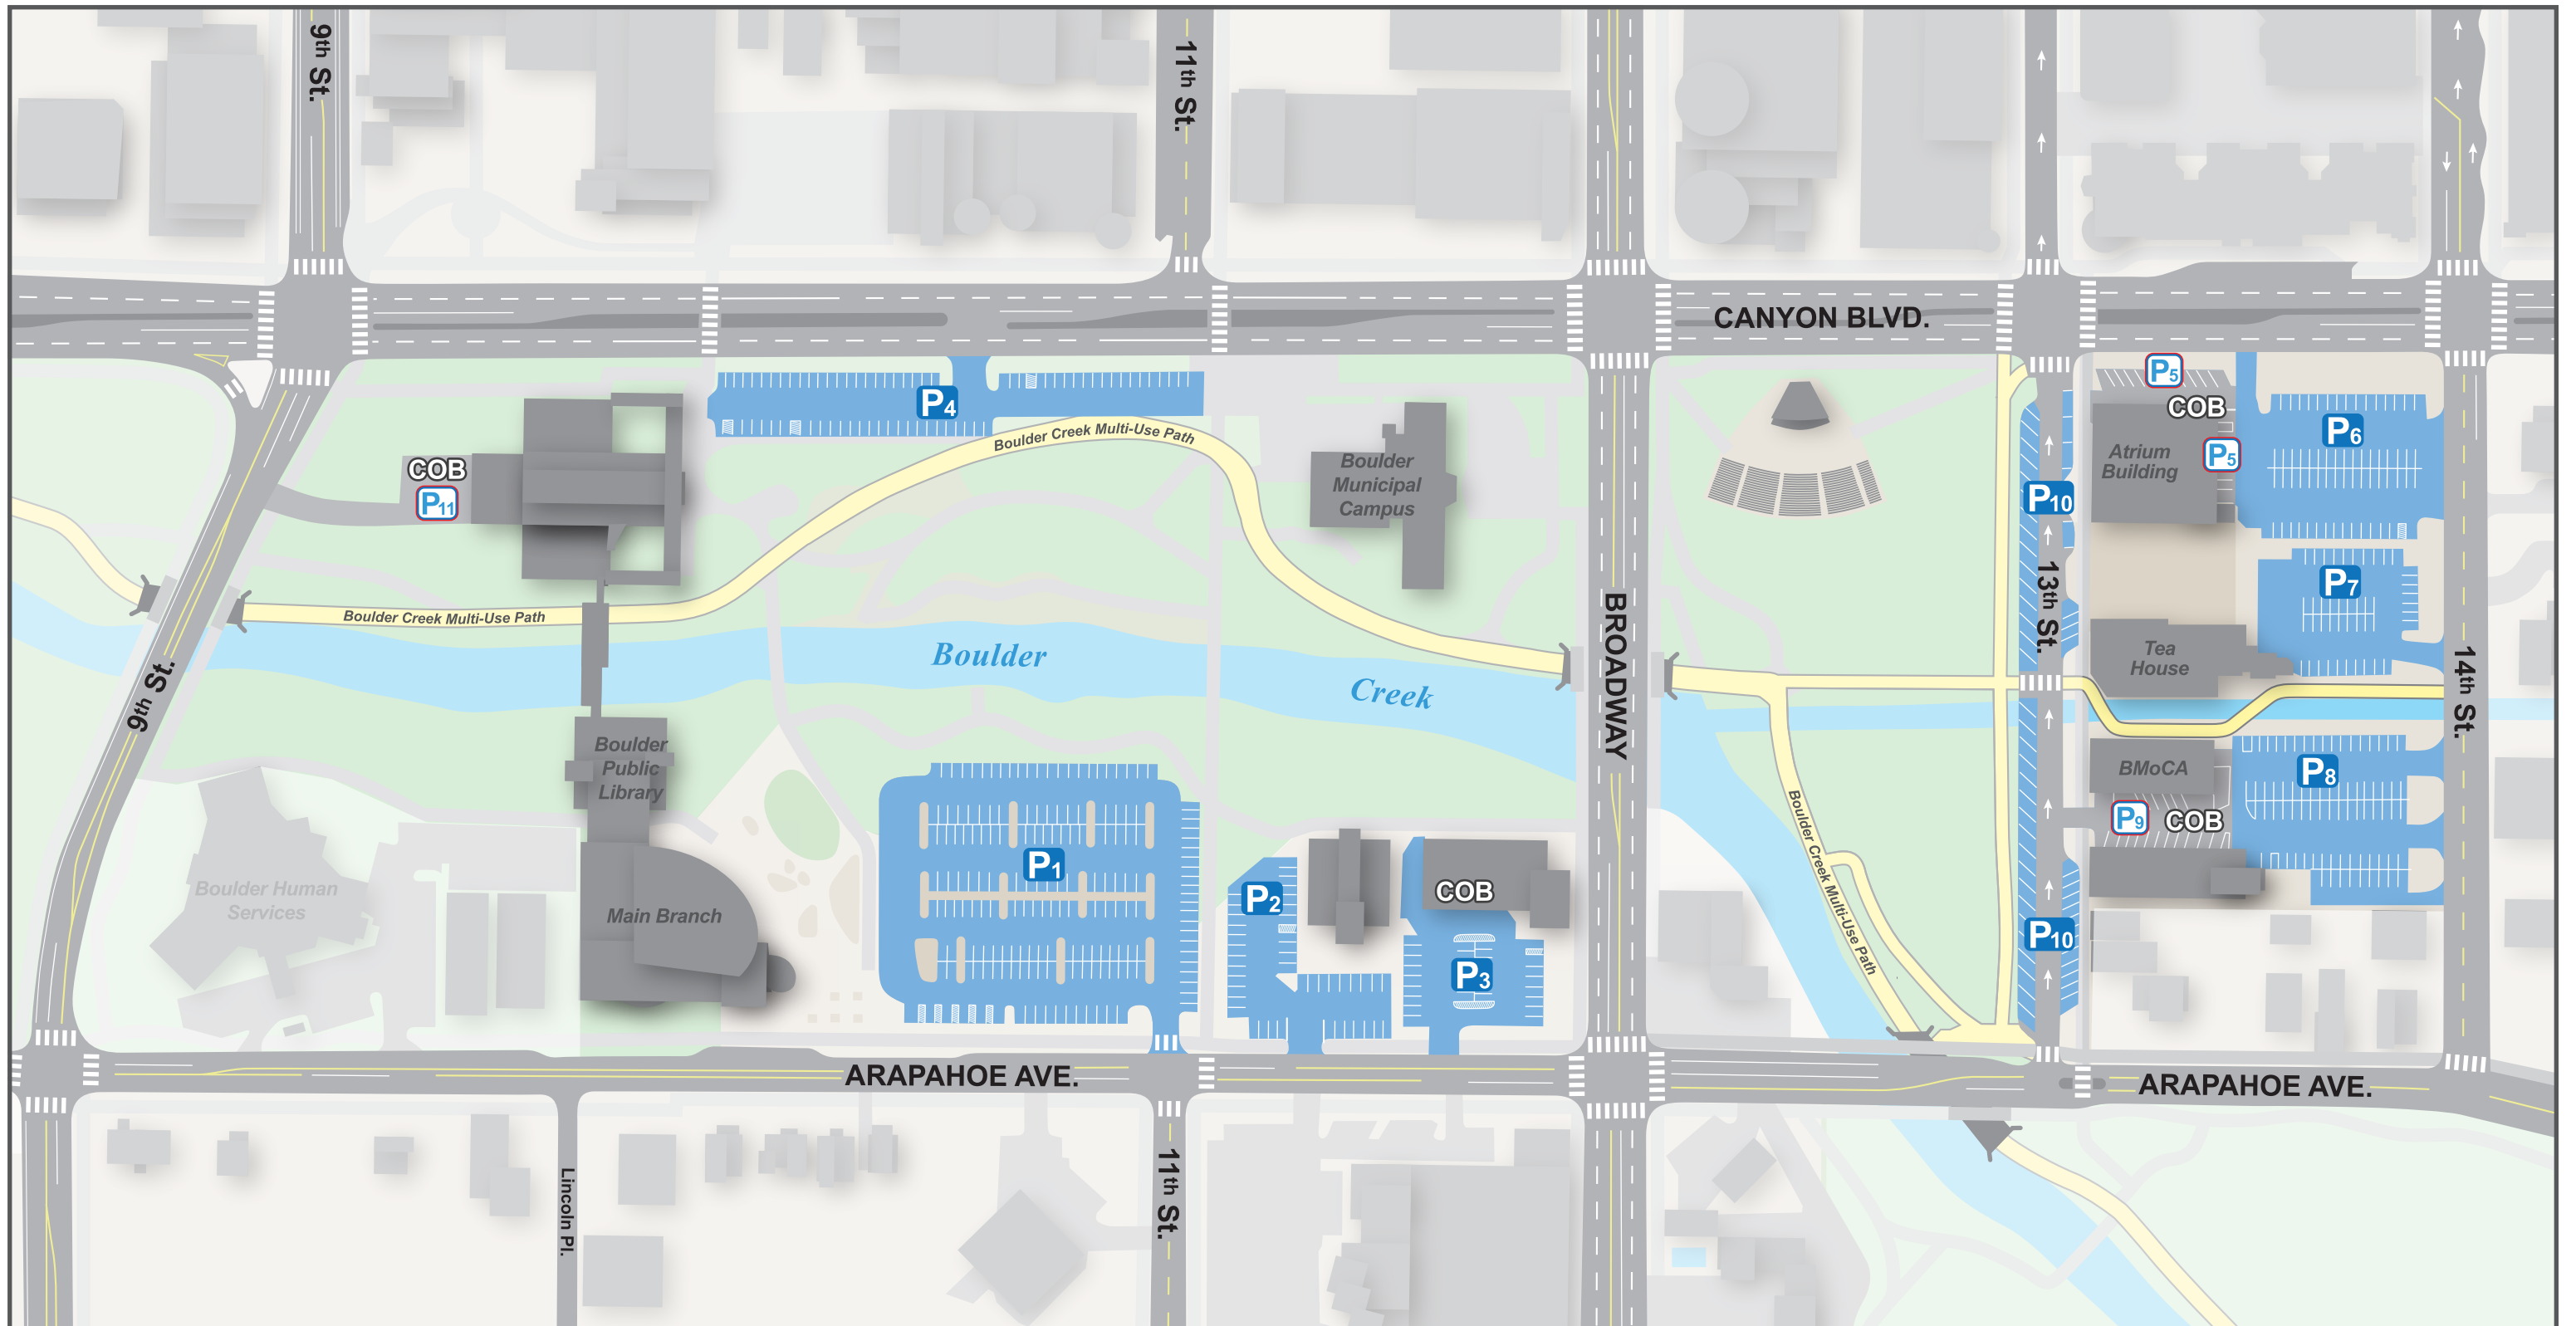 9th St.
11th St.
CANYON BLVD.
P4
Boulder Creek Multi-Use Path
COB
P11
Boulder
Municipal
Campus
BROADWAY
P10
13th St.
P5
COB
Atrium
Building
P5
P6
P7
Tea
House
14th St.
Boulder Creek Multi-Use Path
Boulder
Creek
9th St.
Boulder
Public
Library
Main Branch
Boulder Human
Services
P1
P2
COB
P3
Boulder Creek Multi-Use Path
BMoCA
P9
COB
P8
P10
ARAPAHOE AVE.
ARAPAHOE AVE.
Lincoln Pl.
11th St.